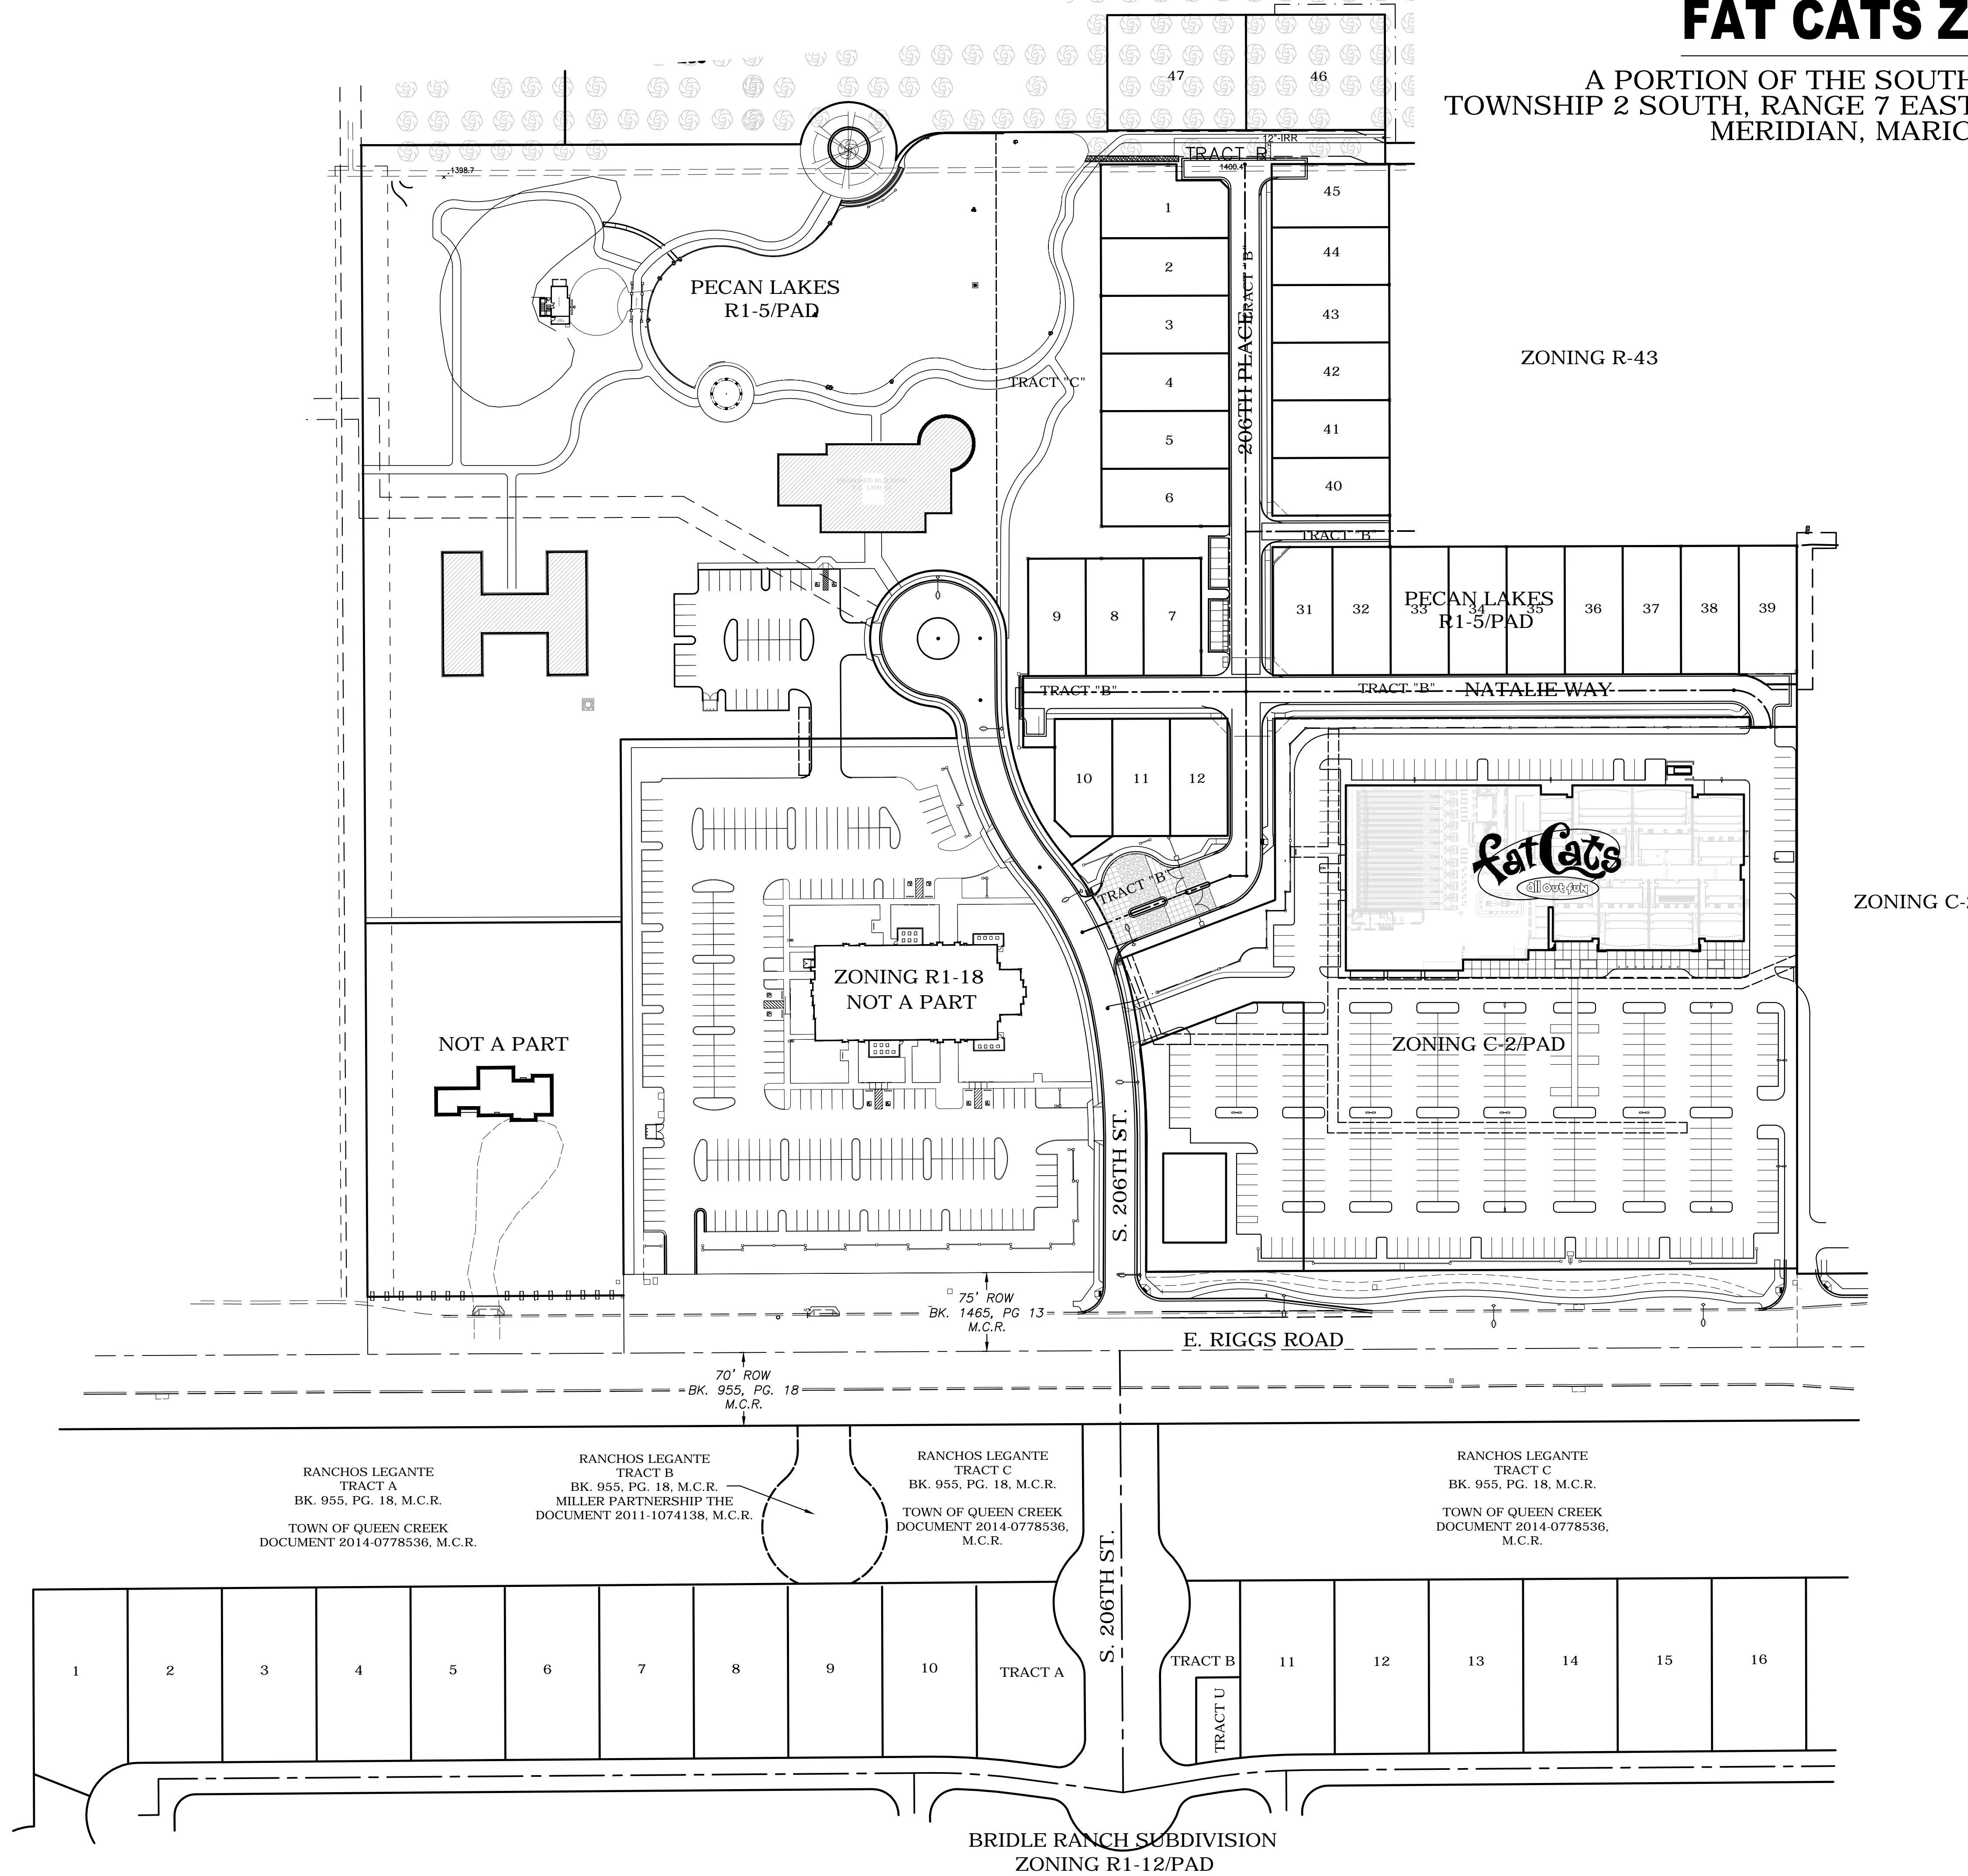 FAT CATS Z
A PORTION OF THE SOUTH
TOWNSHIP 2 SOUTH, RANGE 7 EAST
MERIDIAN, MARIC
47
46
12"-IRR
TRACT B
1400.4
1398.7
45
1
44
2
TRACT "B"
206TH PLACE
PECAN LAKES
R1-5/PAD
43
3
ZONING R-43
42
4
TRACT "C"
41
5
40
6
PROPOSED BUILDING
TRACT "B"
9
8
7
31
32
33
34
35
36
37
38
39
PECAN LAKES
R1-5/PAD
TRACT "B"
TRACT "B"
NATALIE WAY
10
11
12
fatCats
all out fun
TRACT "B"
ZONING C-2
ZONING R1-18
NOT A PART
NOT A PART
ZONING C-2/PAD
S. 206TH ST.
75' ROW
BK. 1465, PG 13
M.C.R.
E. RIGGS ROAD
70' ROW
BK. 955, PG. 18
M.C.R.
RANCHOS LEGANTE
TRACT A
BK. 955, PG. 18, M.C.R.
TOWN OF QUEEN CREEK
DOCUMENT 2014-0778536, M.C.R.
RANCHOS LEGANTE
TRACT B
BK. 955, PG. 18, M.C.R.
MILLER PARTNERSHIP THE
DOCUMENT 2011-1074138, M.C.R.
RANCHOS LEGANTE
TRACT C
BK. 955, PG. 18, M.C.R.
TOWN OF QUEEN CREEK
DOCUMENT 2014-0778536,
M.C.R.
RANCHOS LEGANTE
TRACT C
BK. 955, PG. 18, M.C.R.
TOWN OF QUEEN CREEK
DOCUMENT 2014-0778536,
M.C.R.
S. 206TH ST.
1
2
3
4
5
6
7
8
9
10
TRACT A
TRACT B
TRACT U
11
12
13
14
15
16
BRIDLE RANCH SUBDIVISION
ZONING R1-12/PAD